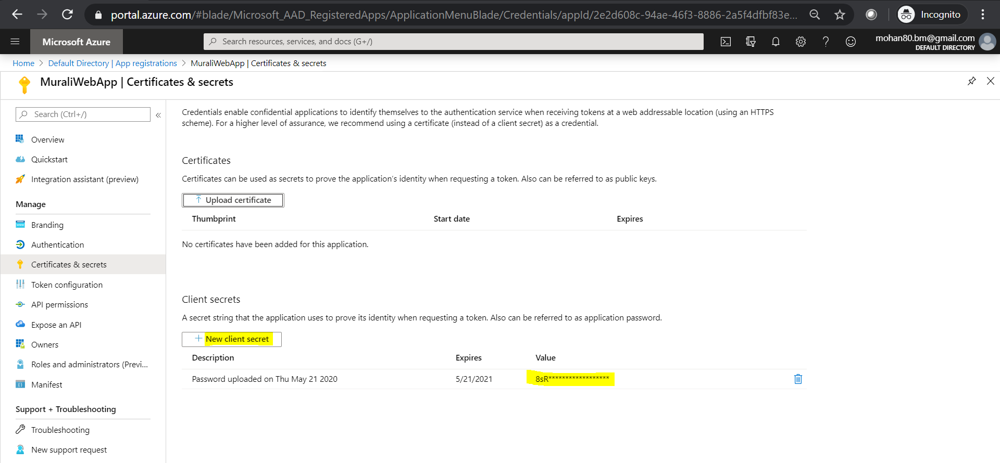 portal.azure.com/#blade/Microsoft_AAD_RegisteredApps/ApplicationMenuBlade/Credentials/appId/2e2d608c-94ae-46f3-8886-2a5f4dfbf83e...
Incognito
Microsoft Azure
Search resources, services, and docs (G+/)
mohan80.bm@gmail.com
DEFAULT DIRECTORY
Home > Default Directory | App registrations > MuraliWebApp | Certificates & secrets
MuraliWebApp | Certificates & secrets
Search (Ctrl+/)
«
Overview
Quickstart
Integration assistant (preview)
Manage
Branding
Authentication
Certificates & secrets
Token configuration
API permissions
Expose an API
Owners
Roles and administrators (Previ...
Manifest
Support + Troubleshooting
Troubleshooting
New support request
Credentials enable confidential applications to identify themselves to the authentication service when receiving tokens at a web addressable location (using an HTTPS
scheme). For a higher level of assurance, we recommend using a certificate (instead of a client secret) as a credential.
Certificates
Certificates can be used as secrets to prove the application's identity when requesting a token. Also can be referred to as public keys.
Upload certificate
Thumbprint Start date Expires
No certificates have been added for this application.
Client secrets
A secret string that the application uses to prove its identity when requesting a token. Also can be referred to as application password.
+ New client secret
Description Expires Value
Password uploaded on Thu May 21 2020 5/21/2021 8sR******************